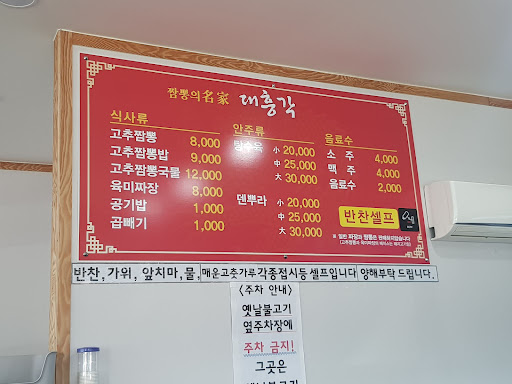 짬뽕의名家 대흥각
식사류
고추짬뽕 8,000
고추짬뽕밥 9,000
고추짬뽕국물 12,000
육미짜장 8,000
공기밥 1,000
곱빼기 1,000
안주류
탕수육 小 20,000
中 25,000
大 30,000
덴뿌라 小 20,000
中 25,000
大 30,000
음료수
소주 4,000
맥주 4,000
음료수 2,000
반찬셀프
반찬,가위,앞치마,물,매운고춧가루각종접시등 셀프입니다 양해부탁 드립니다.
<주차 안내>
옛날불고기
옆주차장에
주차 금지!
그곳은
옛날불고기